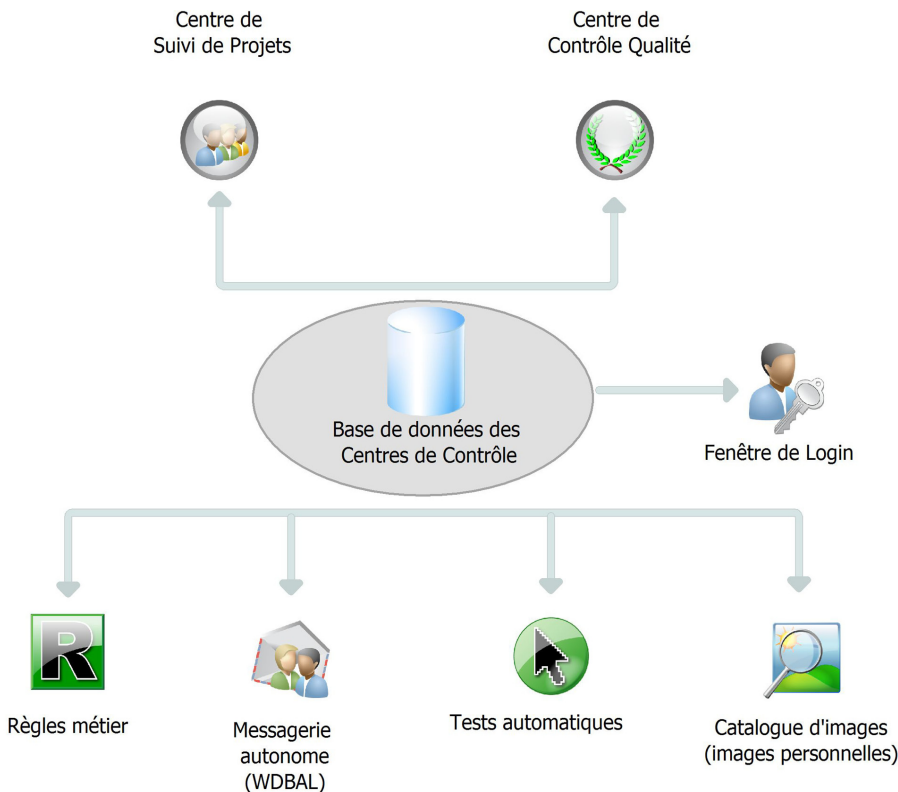 Centre de
Suivi de Projets
Centre de
Contrôle Qualité
Base de données des
Centres de Contrôle
Fenêtre de Login
R
Règles métier
Messagerie
autonome
(WDBAL)
Tests automatiques
Catalogue d'images
(images personnelles)